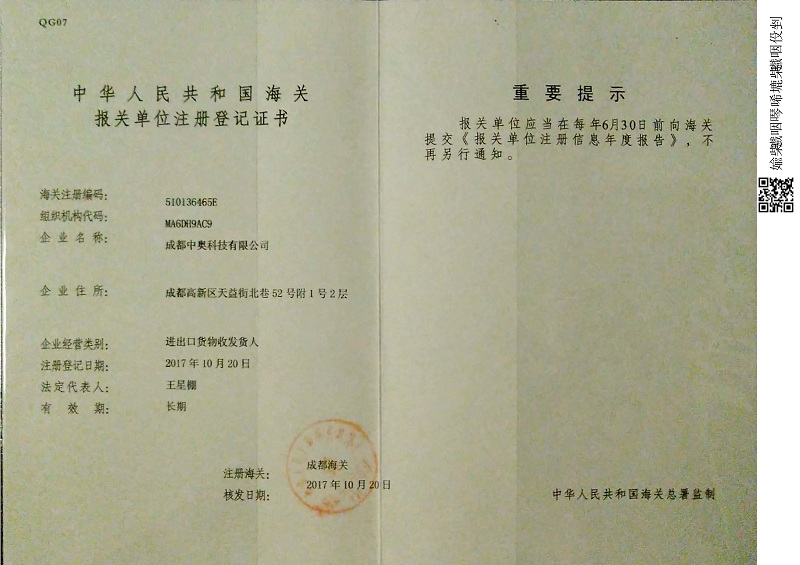 QG07
中华人民共和国海关
报关单位注册登记证书
海关注册编码： 510136465E
组织机构代码： MA6DH9AC9
企业名称： 成都中奥科技有限公司
企业住所： 成都高新区天益街北巷52号附1号2层
企业经营类别： 进出口货物收发货人
注册登记日期： 2017年10月20日
法定代表人： 王星棚
有效期： 长期
注册海关： 成都海关
核发日期： 2017年10月20日
重要提示
报关单位应当在每年6月30日前向海关
提交《报关单位注册信息年度报告》，不
再另行通知。
中华人民共和国海关总署监制